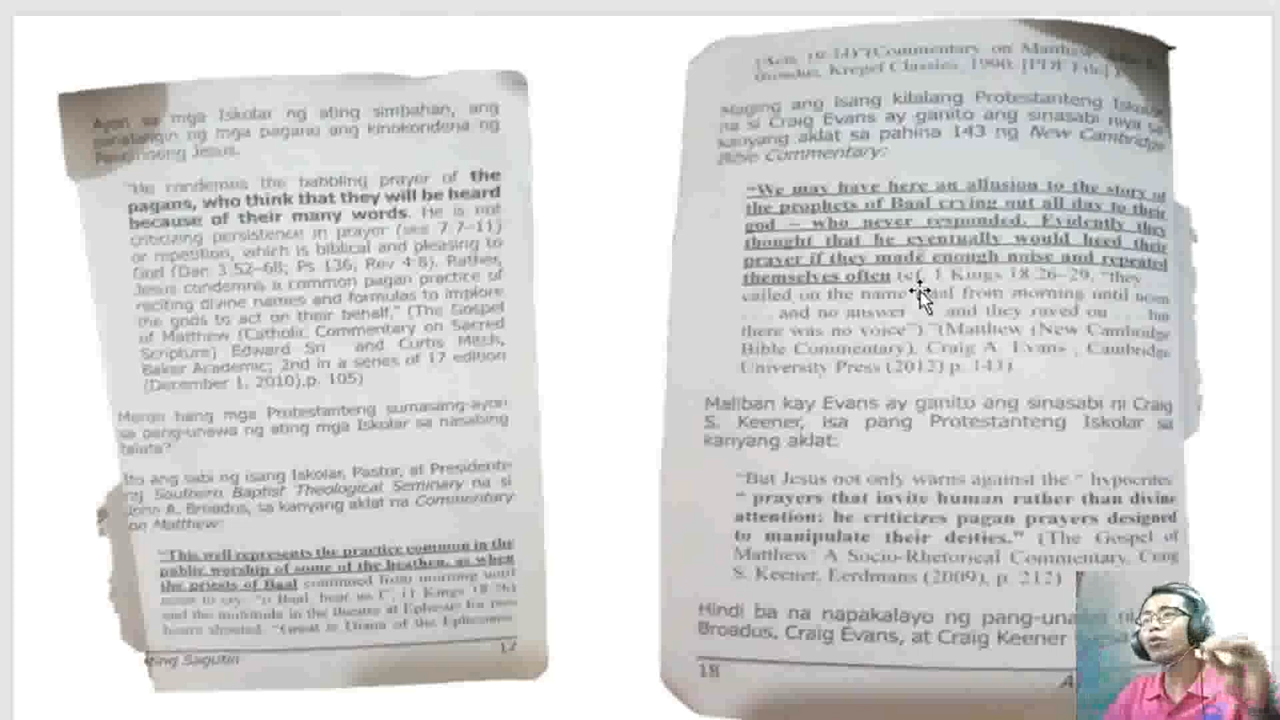 Ayon sa mga Iskolar ng ating simbahan, ang
panalangin ng mga pagano ang kinokondena ng
Panginoong Jesus.
"He condemns the babbling prayer of the
pagans, who think that they will be heard
because of their many words. He is not
criticizing persistence in prayer (see 7:7-11)
or repetition, which is biblical and pleasing to
God (Dan 3:52-68; Ps 136; Rev 4:8). Rather,
Jesus condemns a common pagan practice of
reciting divine names and formulas to implore
the gods to act on their behalf." (The Gospel
of Matthew (Catholic Commentary on Sacred
Scripture) Edward Sri and Curtis Mitch,
Baker Academic; 2nd in a series of 17 edition
(December 1, 2010),p. 105)
Meron bang mga Protestanteng sumasang-ayon
sa pang-unawa ng ating mga Iskolar sa nasabing
talata?
Ito ang sabi ng isang Iskolar, Pastor, at Presidente
ng Southern Baptist Theological Seminary na si
John A. Broadus, sa kanyang aklat na Commentary
on Matthew:
"This well represents the practice common in the
public worship of some of the heathen, as when
the priests of Baal continued from morning until
noon to cry, "o Baal, hear us!", (1 Kings 18:26)
and the multitude in the theatre at Ephesus for two
hours shouted, "Great is Diana of the Ephesians
ting Sagutin
17
(Commentary on Matthew,
Broadus, Kregel Classics, 1990. [PDF File] )
Maging ang isang kilalang Protestanteng Iskolar
na si Craig Evans ay ganito ang sinasabi niya sa
kanyang aklat sa pahina 143 ng New Cambridge
Bible Commentary:
"We may have here an allusion to the story of
the prophets of Baal crying out all day to their
god – who never responded. Evidently they
thought that he eventually would heed their
prayer if they made enough noise and repeated
themselves often (cf. 1 Kings 18:26-29, "they
called on the name from morning until noon
. . . and no answer and they raved on . . . but
there was no voice")."(Matthew (New Cambridge
Bible Commentary), Craig A. Evans , Cambridge
University Press (2012) p. 143)
Maliban kay Evans ay ganito ang sinasabi ni Craig
S. Keener, isa pang Protestanteng Iskolar sa
kanyang aklat:
"But Jesus not only warns against the " hypocrites
" prayers that invite human rather than divine
attention; he criticizes pagan prayers designed
to manipulate their deities." (The Gospel of
Matthew: A Socio-Rhetorical Commentary, Craig
S. Keener, Eerdmans (2009), p. 212)
Hindi ba na napakalayo ng pang-unawa
Broadus, Craig Evans, at Craig Keener
18